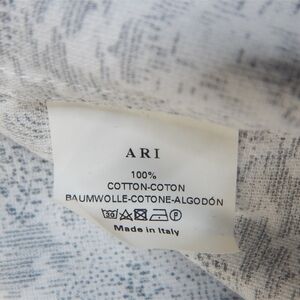 ARI
100%
COTTON-COTON
BAUMWOLLE-COTONE-ALGODÓN
Made in Italy